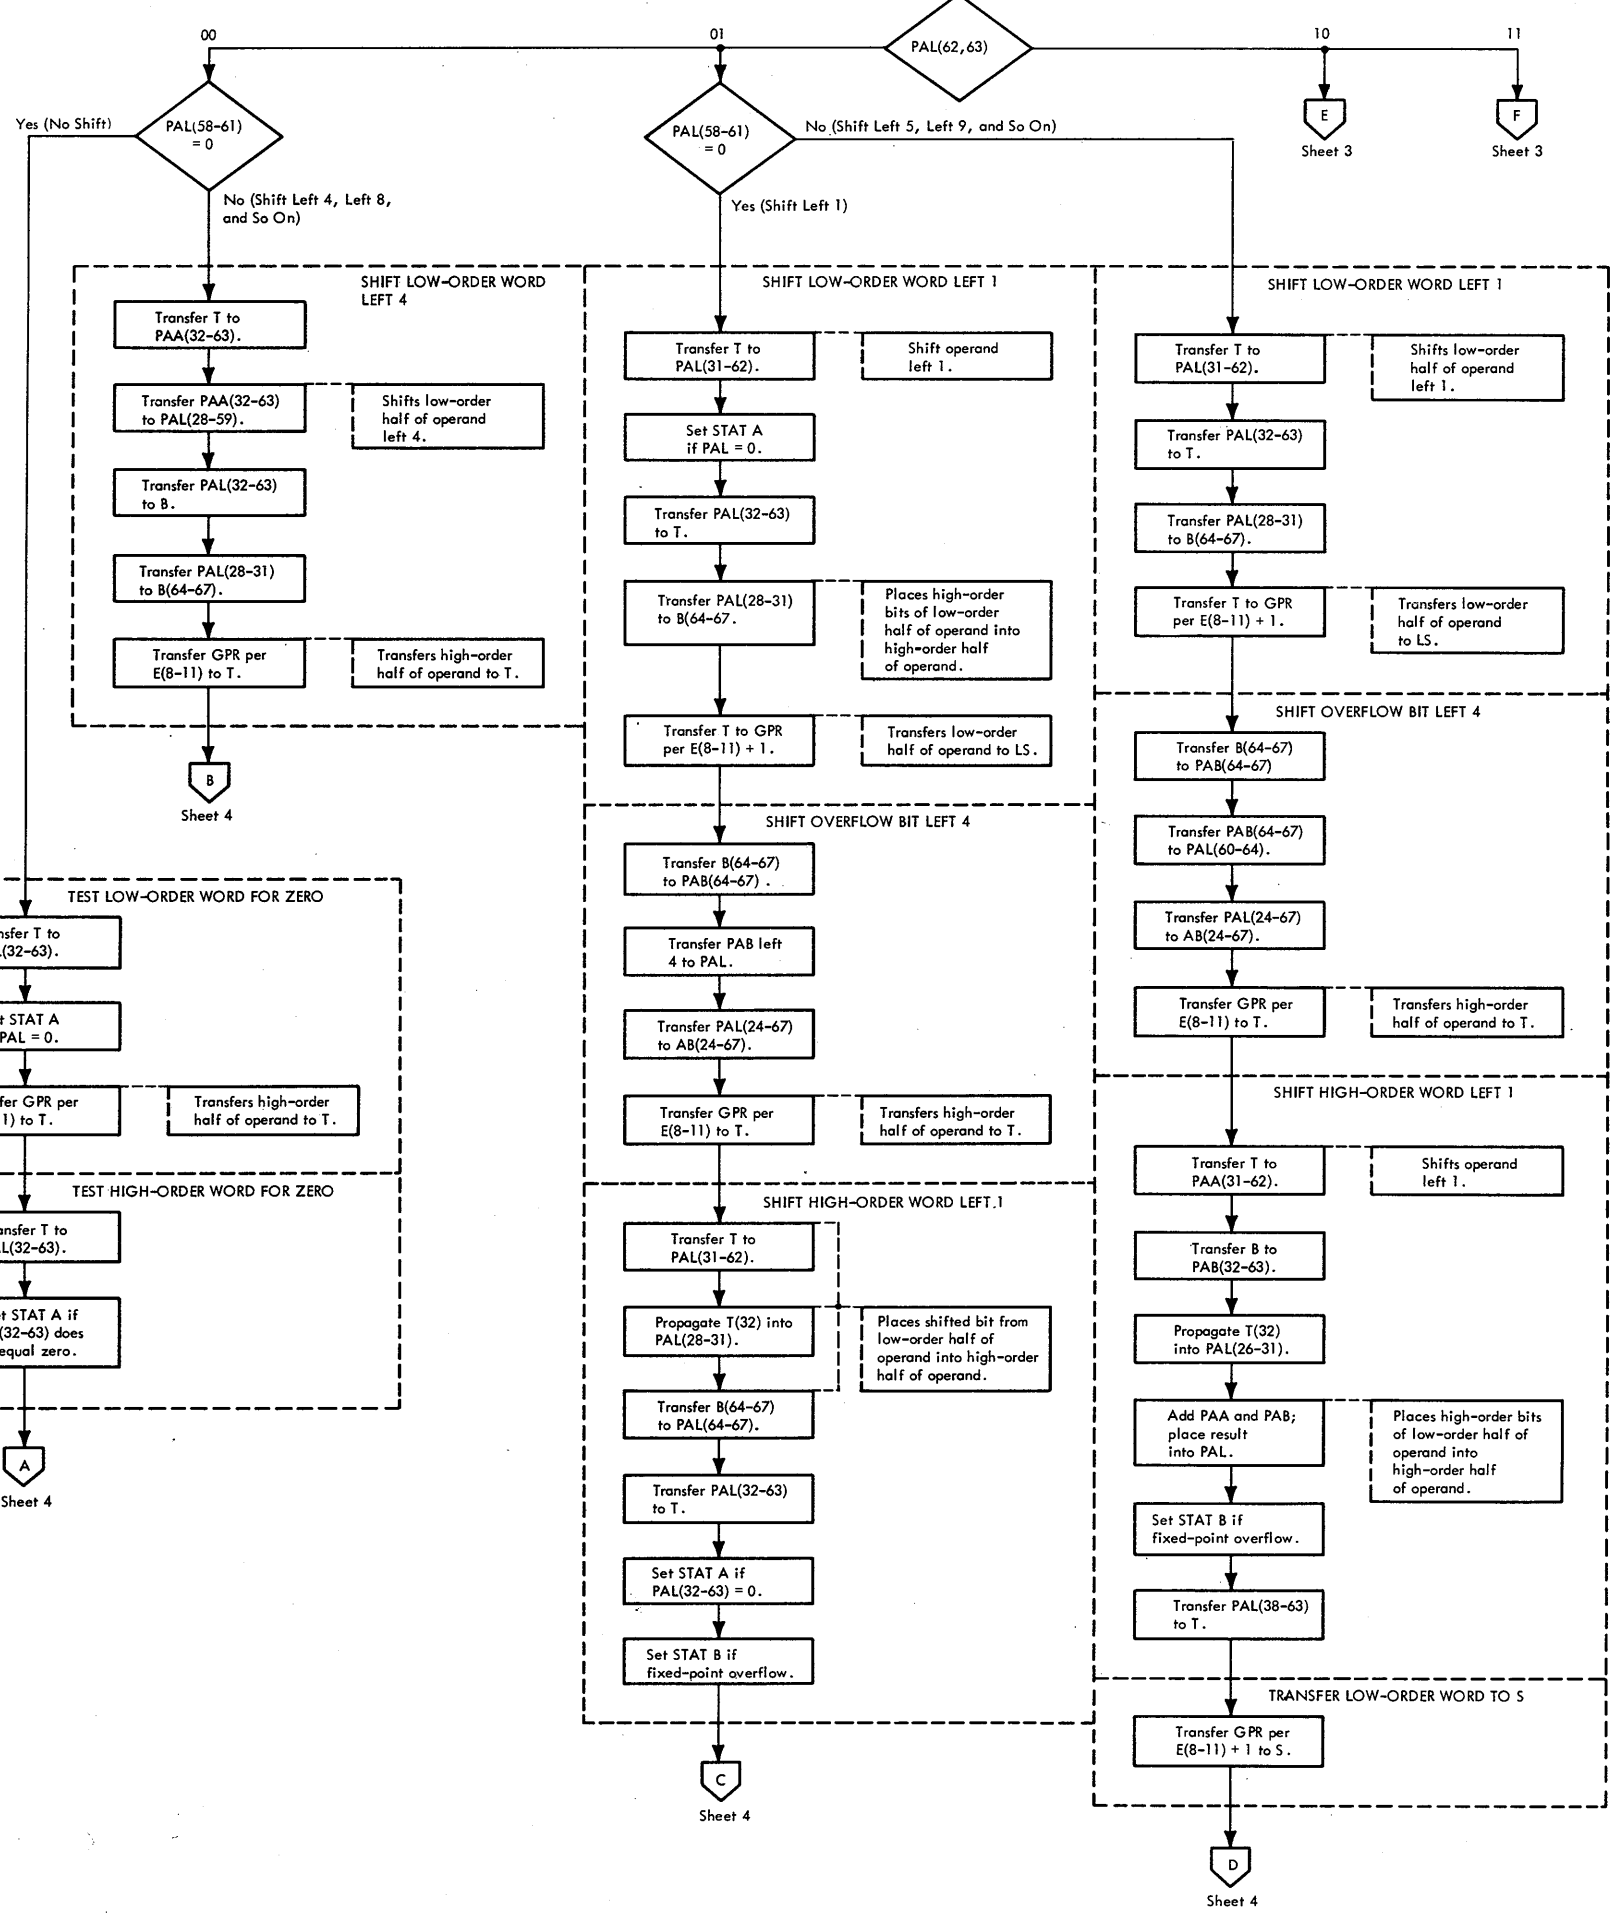 00
01
PAL(62,63)
10
11
E
Sheet 3
F
Sheet 3
Yes (No Shift)
PAL(58-61)
= 0
No (Shift Left 4, Left 8,
and So On)
PAL(58-61)
= 0
No (Shift Left 5, Left 9, and So On)
Yes (Shift Left 1)
SHIFT LOW-ORDER WORD
LEFT 4
Transfer T to
PAA(32-63).
Transfer PAA(32-63)
to PAL(28-59).
Shifts low-order
half of operand
left 4.
Transfer PAL(32-63)
to B.
Transfer PAL(28-31)
to B(64-67).
Transfer GPR per
E(8-11) to T.
Transfers high-order
half of operand to T.
B
Sheet 4
TEST LOW-ORDER WORD FOR ZERO
nsfer T to
(32-63).
t STAT A
PAL = 0.
fer GPR per
1) to T.
Transfers high-order
half of operand to T.
TEST HIGH-ORDER WORD FOR ZERO
ansfer T to
L(32-63).
t STAT A if
(32-63) does
equal zero.
A
Sheet 4
SHIFT LOW-ORDER WORD LEFT 1
Transfer T to
PAL(31-62).
Shift operand
left 1.
Set STAT A
if PAL = 0.
Transfer PAL(32-63)
to T.
Transfer PAL(28-31)
to B(64-67.
Places high-order
bits of low-order
half of operand into
high-order half
of operand.
Transfer T to GPR
per E(8-11) + 1.
Transfers low-order
half of operand to LS.
SHIFT OVERFLOW BIT LEFT 4
Transfer B(64-67)
to PAB(64-67) .
Transfer PAB left
4 to PAL.
Transfer PAL(24-67)
to AB(24-67).
Transfer GPR per
E(8-11) to T.
Transfers high-order
half of operand to T.
SHIFT HIGH-ORDER WORD LEFT 1
Transfer T to
PAL(31-62).
Propagate T(32) into
PAL(28-31).
Places shifted bit from
low-order half of
operand into high-order
half of operand.
Transfer B(64-67)
to PAL(64-67).
Transfer PAL(32-63)
to T.
Set STAT A if
PAL(32-63) = 0.
Set STAT B if
fixed-point overflow.
C
Sheet 4
SHIFT LOW-ORDER WORD LEFT 1
Transfer T to
PAL(31-62).
Shifts low-order
half of operand
left 1.
Transfer PAL(32-63)
to T.
Transfer PAL(28-31)
to B(64-67).
Transfer T to GPR
per E(8-11) + 1.
Transfers low-order
half of operand
to LS.
SHIFT OVERFLOW BIT LEFT 4
Transfer B(64-67)
to PAB(64-67)
Transfer PAB(64-67)
to PAL(60-64).
Transfer PAL(24-67)
to AB(24-67).
Transfer GPR per
E(8-11) to T.
Transfers high-order
half of operand to T.
SHIFT HIGH-ORDER WORD LEFT 1
Transfer T to
PAA(31-62).
Shifts operand
left 1.
Transfer B to
PAB(32-63).
Propagate T(32)
into PAL(26-31).
Add PAA and PAB;
place result
into PAL.
Places high-order bits
of low-order half of
operand into
high-order half
of operand.
Set STAT B if
fixed-point overflow.
Transfer PAL(38-63)
to T.
TRANSFER LOW-ORDER WORD TO S
Transfer GPR per
E(8-11) + 1 to S.
D
Sheet 4